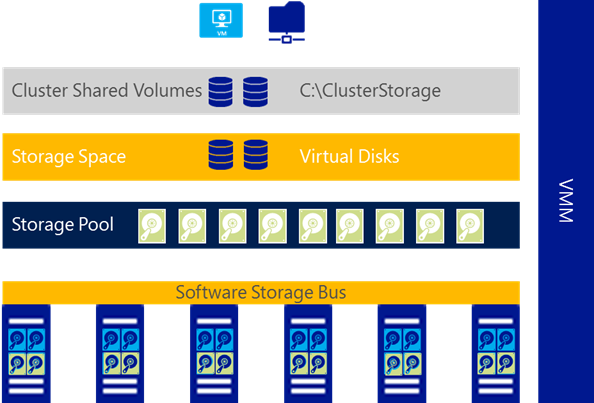 VM
Cluster Shared Volumes C:\ClusterStorage
Storage Space Virtual Disks
Storage Pool
Software Storage Bus
VMM